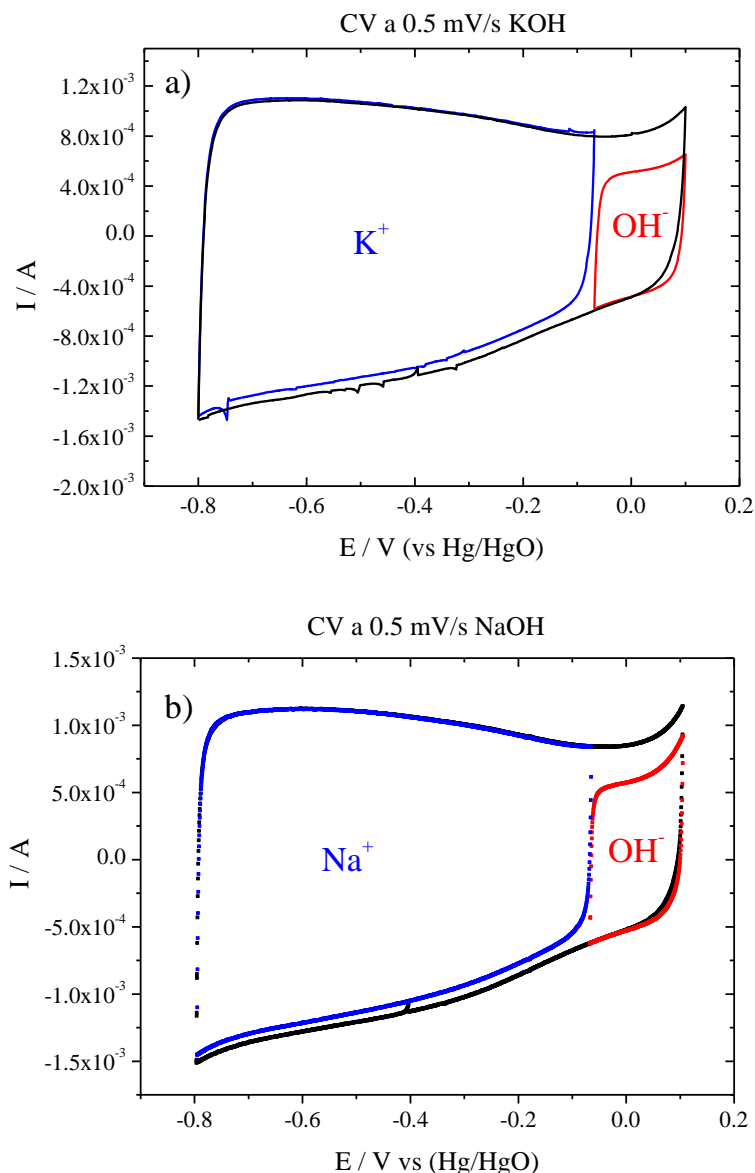 CV a 0.5 mV/s KOH
a)
1.2x10⁻³
8.0x10⁻⁴
4.0x10⁻⁴
0.0
-4.0x10⁻⁴
-8.0x10⁻⁴
-1.2x10⁻³
-1.6x10⁻³
-2.0x10⁻³
I / A
K⁺
OH⁻
-0.8 -0.6 -0.4 -0.2 0.0 0.2
E / V (vs Hg/HgO)
CV a 0.5 mV/s NaOH
b)
1.5x10⁻³
1.0x10⁻³
5.0x10⁻⁴
0.0
-5.0x10⁻⁴
-1.0x10⁻³
-1.5x10⁻³
I / A
Na⁺
OH⁻
-0.8 -0.6 -0.4 -0.2 0.0 0.2
E / V vs (Hg/HgO)